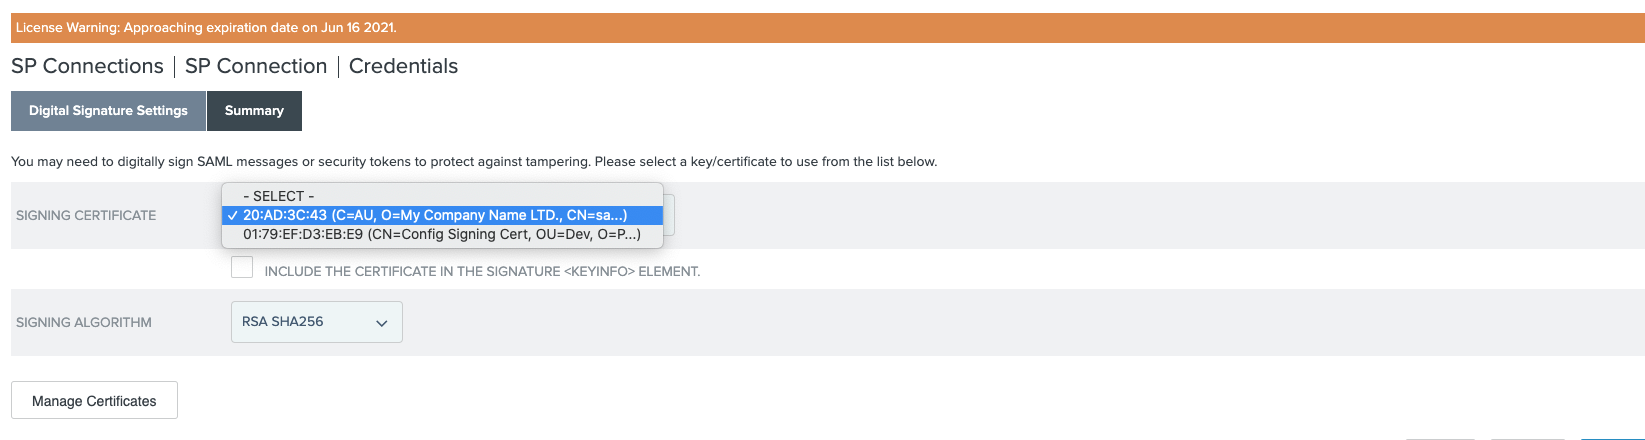 License Warning: Approaching expiration date on Jun 16 2021.
SP Connections | SP Connection | Credentials
Digital Signature Settings Summary
You may need to digitally sign SAML messages or security tokens to protect against tampering. Please select a key/certificate to use from the list below.
- SELECT -
SIGNING CERTIFICATE
✓ 20:AD:3C:43 (C=AU, O=My Company Name LTD., CN=sa...)
01:79:EF:D3:EB:E9 (CN=Config Signing Cert, OU=Dev, O=P...)
INCLUDE THE CERTIFICATE IN THE SIGNATURE <KEYINFO> ELEMENT.
SIGNING ALGORITHM
RSA SHA256
Manage Certificates